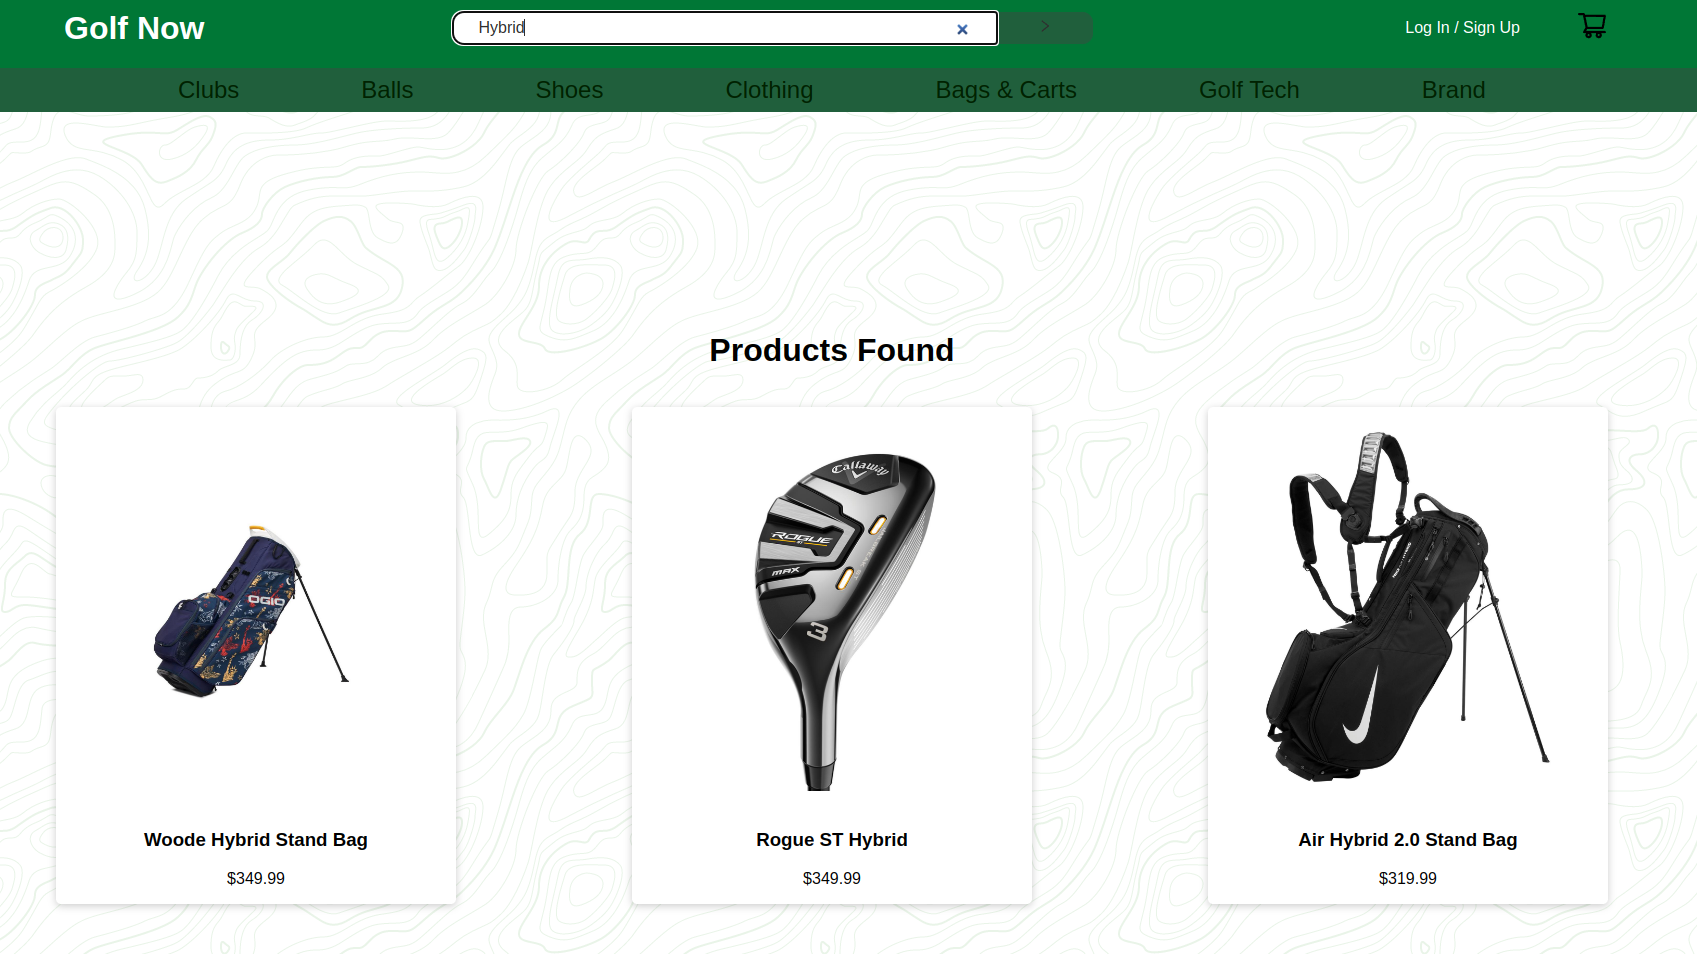 Golf Now
Hybrid
Log In / Sign Up
Clubs
Balls
Shoes
Clothing
Bags & Carts
Golf Tech
Brand
Products Found
OGIO
Callaway
ROGUE
ST
MAX
3
Woode Hybrid Stand Bag
$349.99
Rogue ST Hybrid
$349.99
Air Hybrid 2.0 Stand Bag
$319.99